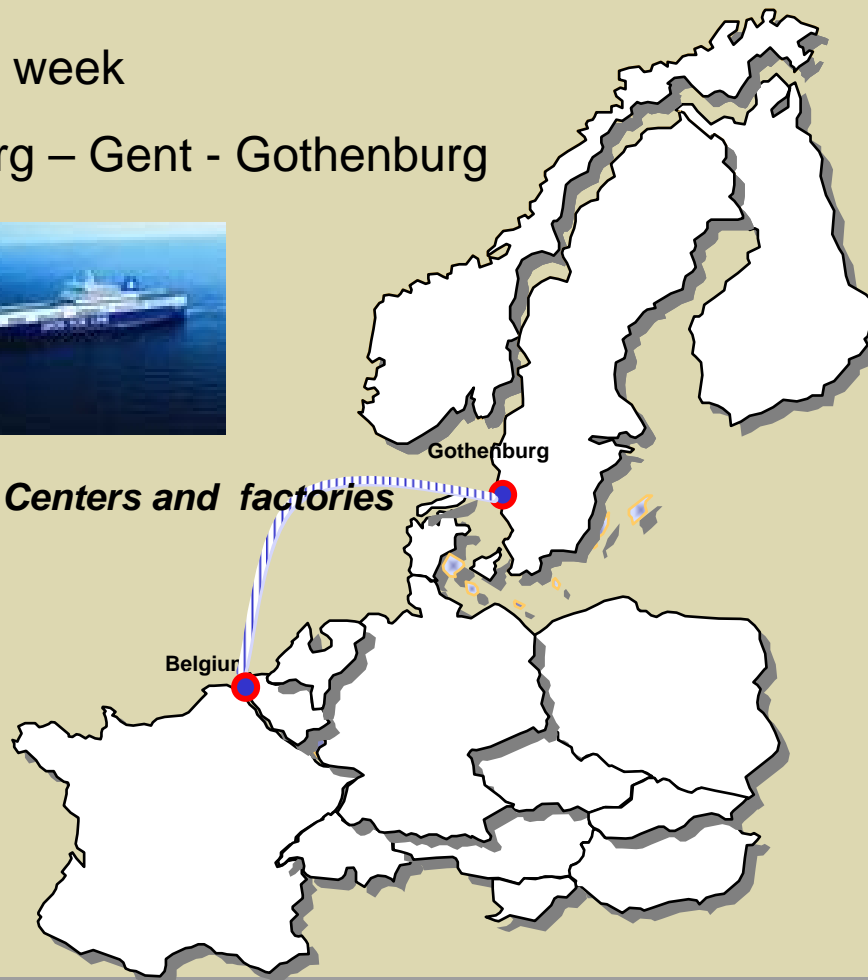 week
rg – Gent - Gothenburg
Gothenburg
Centers and factories
Belgiur